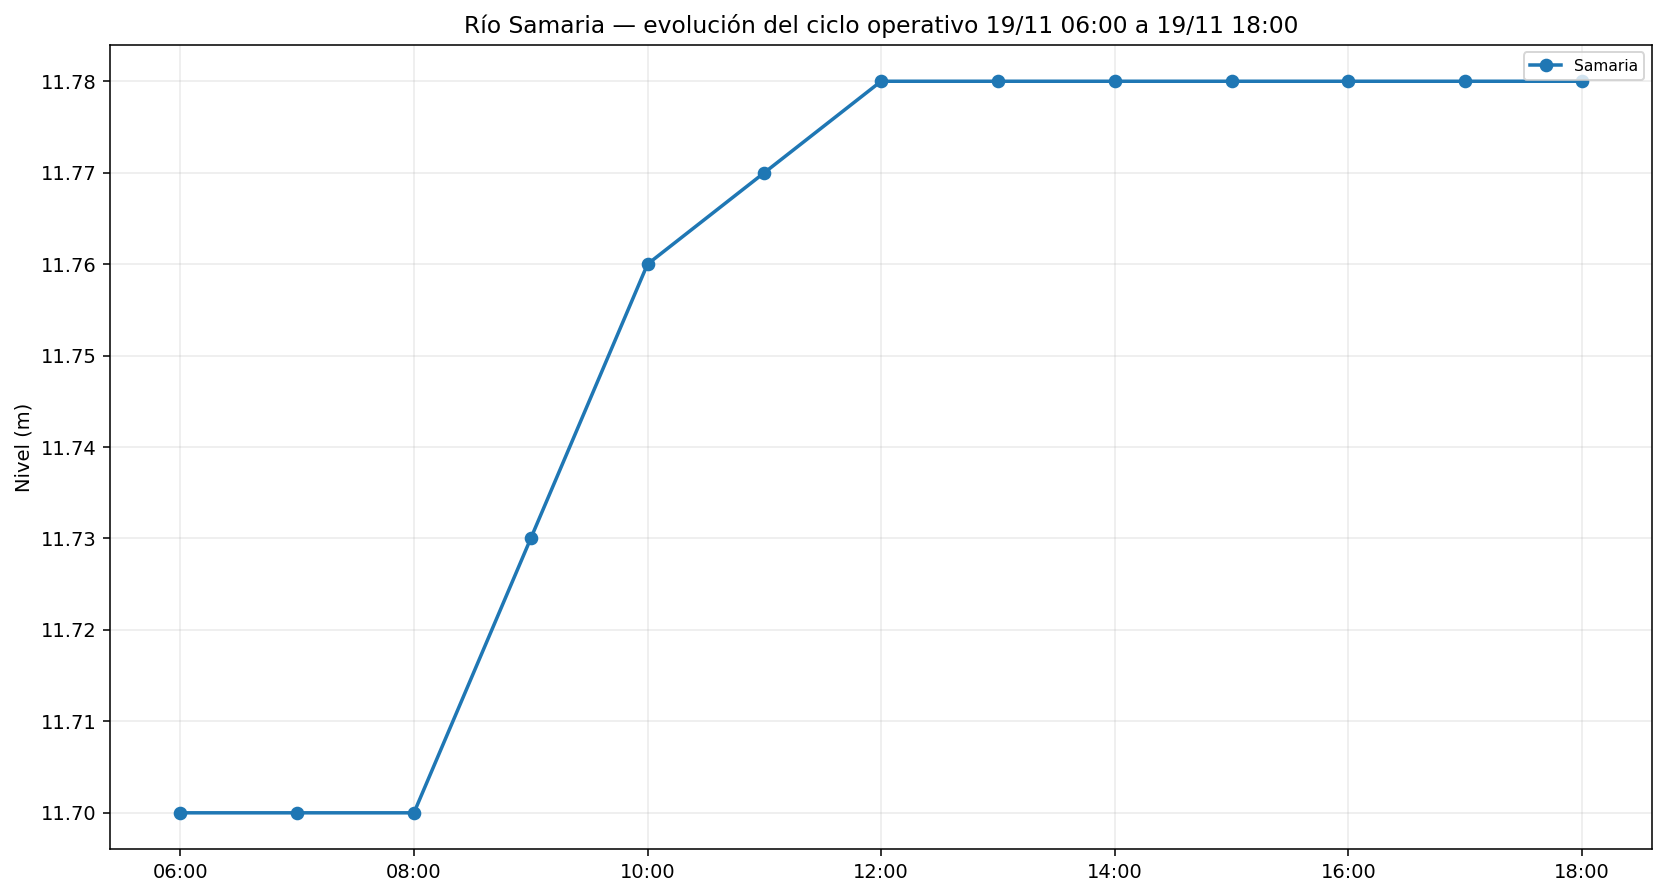 Río Samaria — evolución del ciclo operativo 19/11 06:00 a 19/11 18:00
Samaria
Nivel (m)
11.78
11.77
11.76
11.75
11.74
11.73
11.72
11.71
11.70
06:00 08:00 10:00 12:00 14:00 16:00 18:00